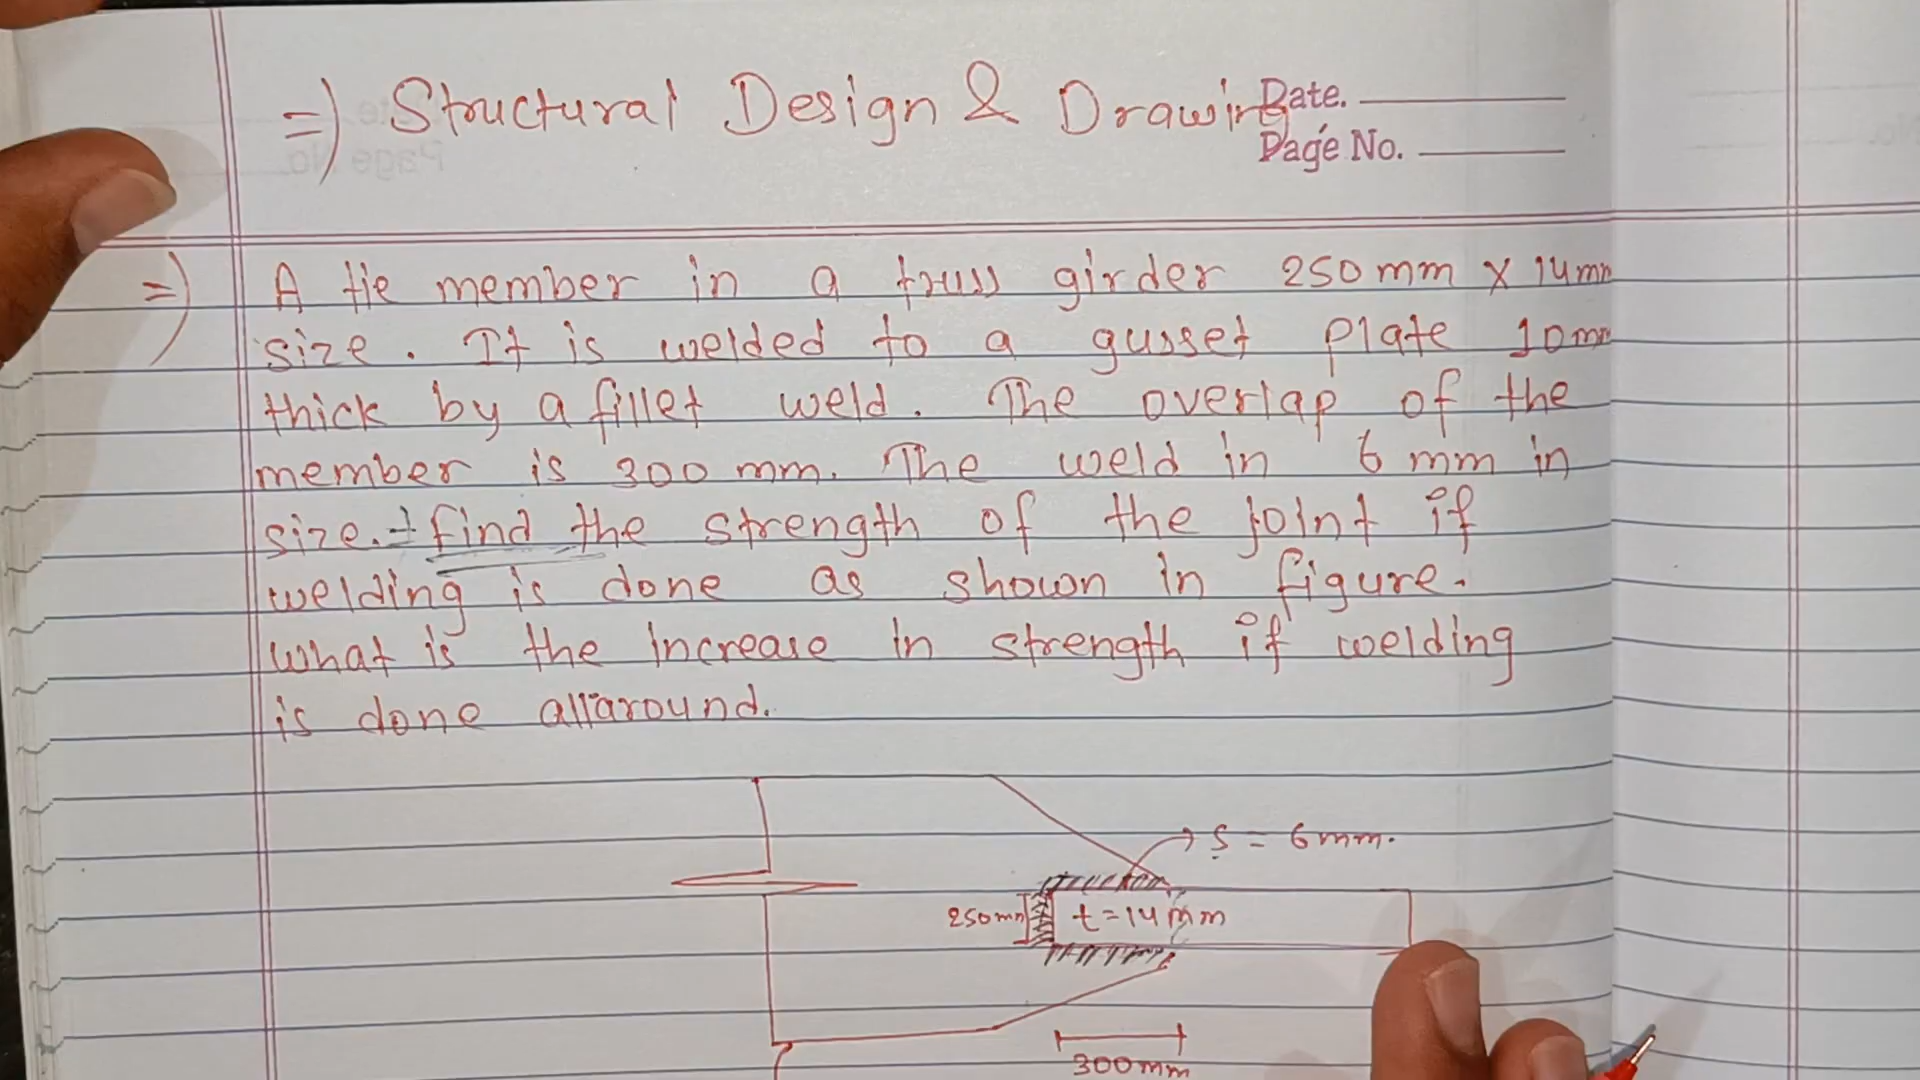 =) Structural Design & Drawing
Date.
Page No.
=) A tie member in a truss girder 250 mm x 14 mm
size. It is welded to a gusset plate 10 mm
thick by a fillet weld. The overlap of the
member is 300 mm. The weld in 6 mm in
size. find the strength of the joint if
welding is done as shown in figure.
what is the increase in strength if welding
is done allaround.
S = 6 mm.
250 mm t = 14 mm
300 mm